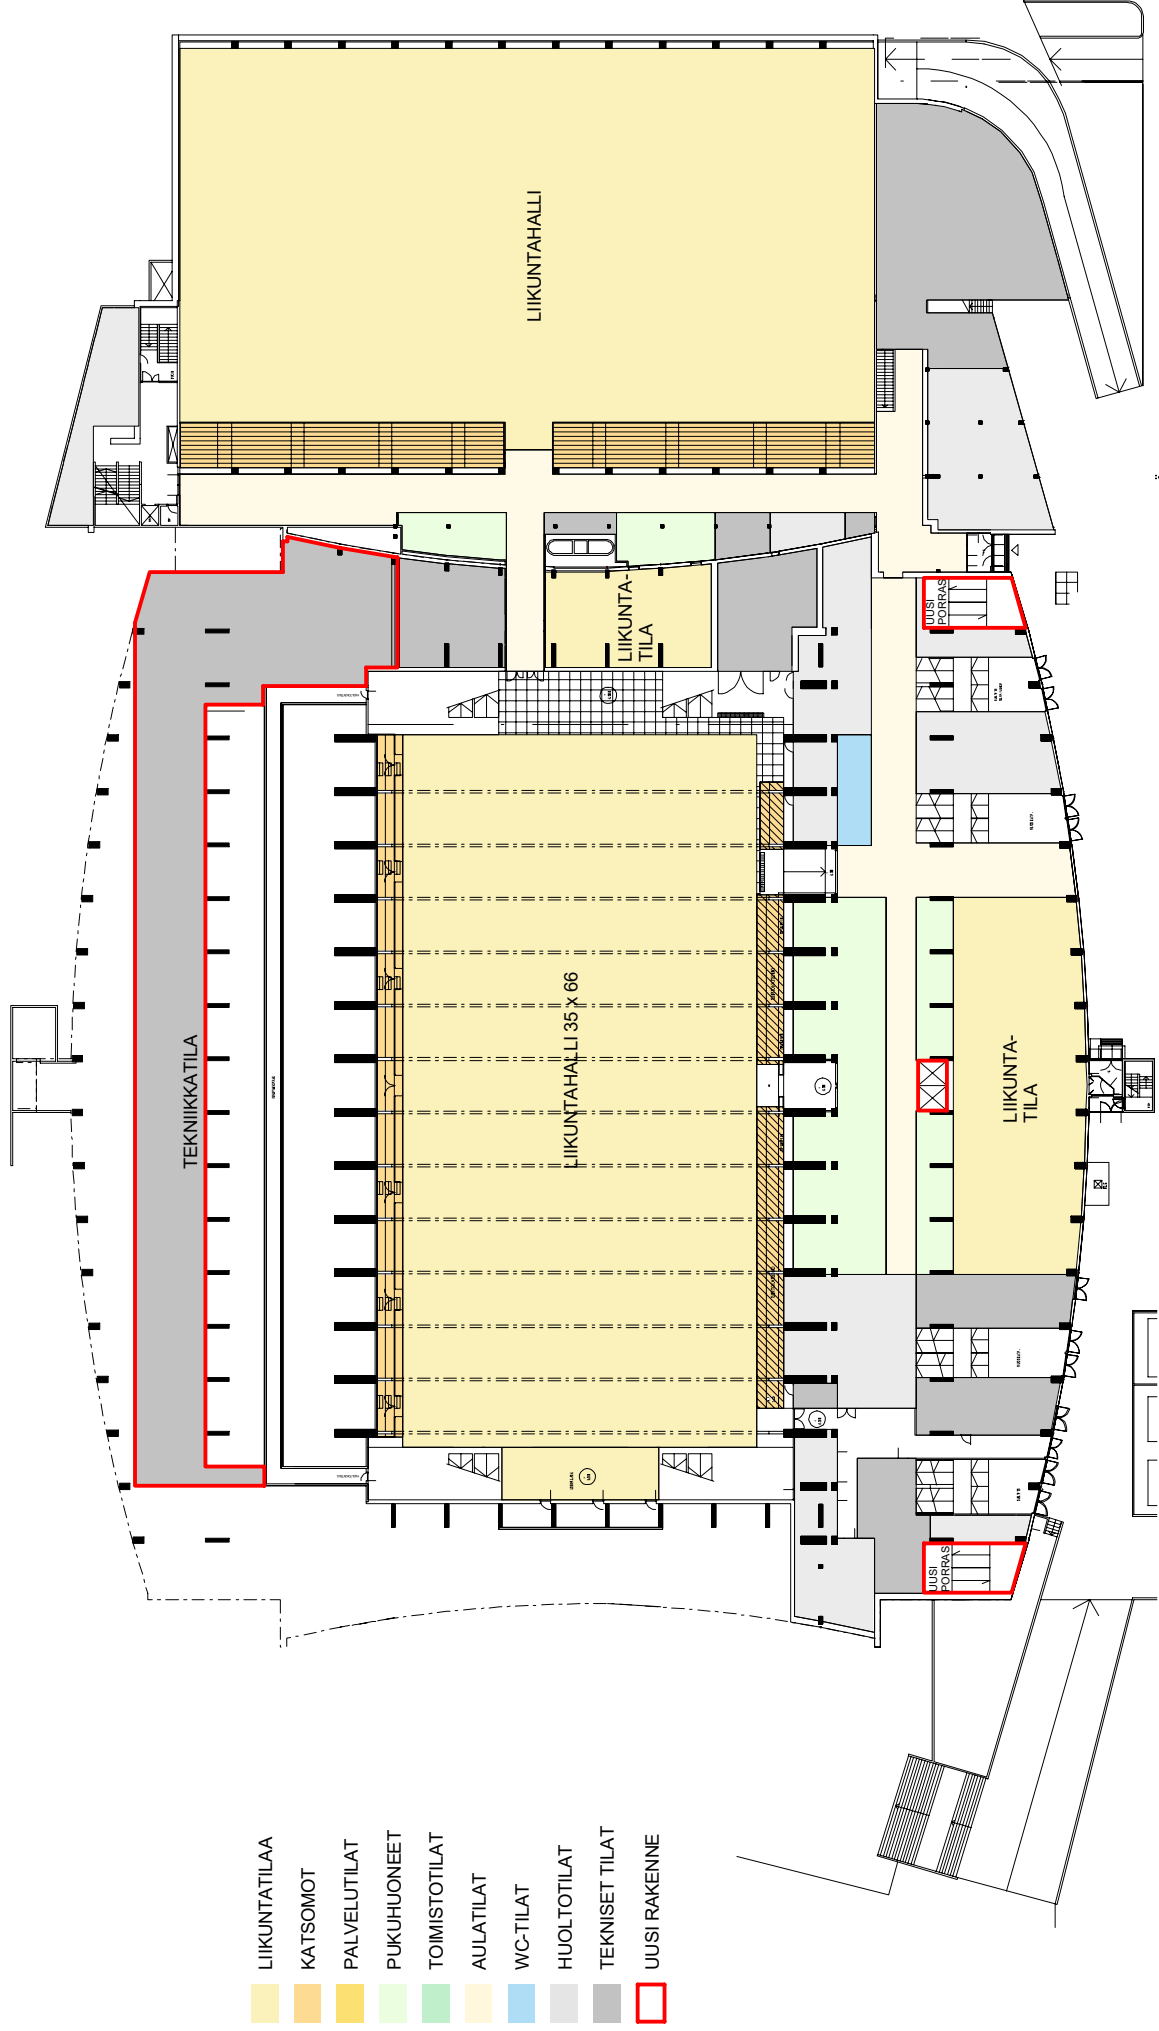 LIIKUNTAHALLI
LIIKUNTA-
TILA
UUSI
PORRAS
TEKNIIKKATILA
LIIKUNTAHALLI 35 x 66
LIIKUNTA-
TILA
UUSI
PORRAS
LIIKUNTATILAA
KATSOMOT
PALVELUTILAT
PUKUHUONEET
TOIMISTOTILAT
AULATILAT
WC-TILAT
HUOLTOTILAT
TEKNISET TILAT
UUSI RAKENNE